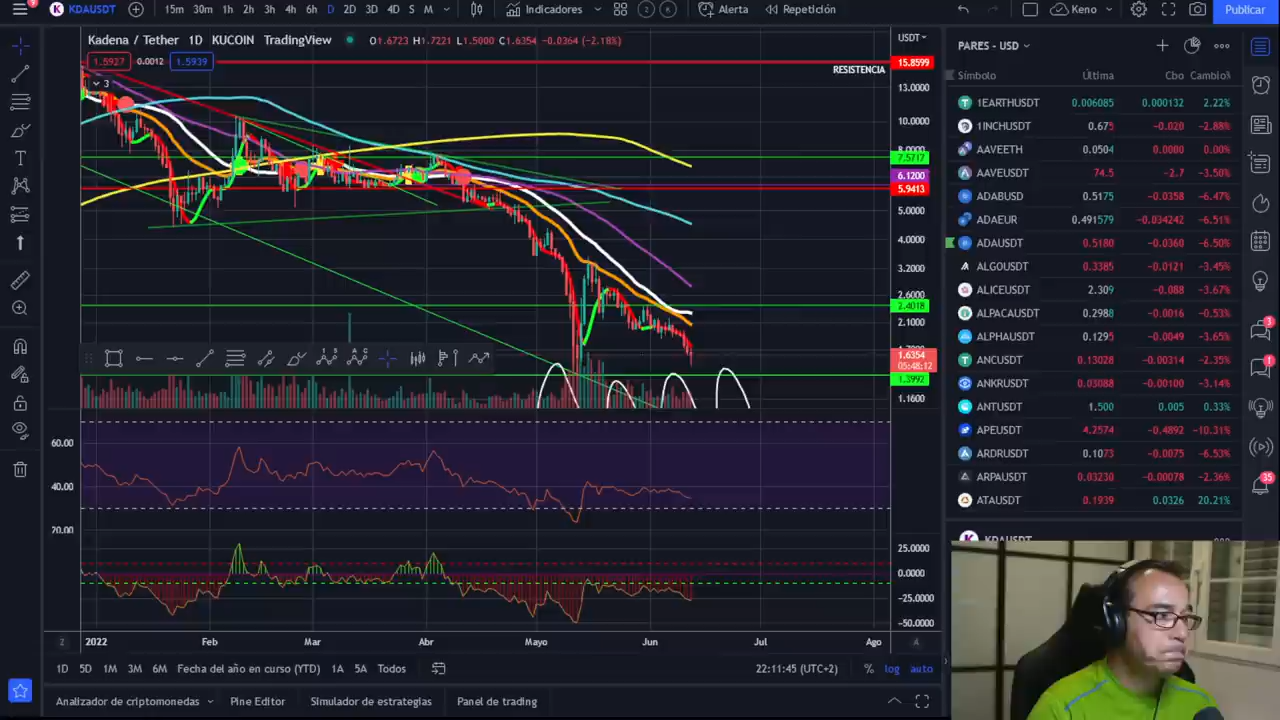 9
KDAUSDT
15m 30m 1h 2h 3h 4h 6h D 2D 3D 4D S M
Indicadores
Alerta
Repetición
Keno
Publicar
Kadena / Tether 1D KUCOIN TradingView
O1.6723 H1.7221 L1.5000 C1.6354 -0.0364 (-2.18%)
1.5927 0.0012 1.5939
3
RESISTENCIA
USDT
15.8599
13.0000
10.0000
7.5717
6.1200
5.9413
5.0000
4.0000
3.2000
2.6000
2.4018
2.1000
1.6354
05:48:12
1.3992
1.1600
60.00
40.00
20.00
25.0000
0.0000
-25.0000
-50.0000
Z 2022 Feb Mar Abr Mayo Jun Jul Ago A
1D 5D 1M 3M 6M Fecha del año en curso (YTD) 1A 5A Todos
22:11:45 (UTC+2) % log auto
Analizador de criptomonedas Pine Editor Simulador de estrategias Panel de trading
PARES - USD
Símbolo Última Cbo Cambio%
1EARTHUSDT 0.006085 0.000132 2.22%
1INCHUSDT 0.675 -0.020 -2.88%
AAVEETH 0.0504 0.0000 0.00%
AAVEUSDT 74.5 -2.7 -3.50%
ADABUSD 0.5175 -0.0358 -6.47%
ADAEUR 0.491579 -0.034242 -6.51%
ADAUSDT 0.5180 -0.0360 -6.50%
ALGOUSDT 0.3385 -0.0121 -3.45%
ALICEUSDT 2.309 -0.088 -3.67%
ALPACAUSDT 0.2988 -0.0016 -0.53%
ALPHAUSDT 0.1295 -0.0049 -3.65%
ANCUSDT 0.13028 -0.00314 -2.35%
ANKRUSDT 0.03088 -0.00100 -3.14%
ANTUSDT 1.500 0.005 0.33%
APEUSDT 4.2574 -0.4892 -10.31%
ARDRUSDT 0.1073 -0.00075 -6.53%
ARPAUSDT 0.03230 -0.00078 -2.36%
ATAUSDT 0.1939 0.0326 20.21%
KDAUSDT
3
1
35